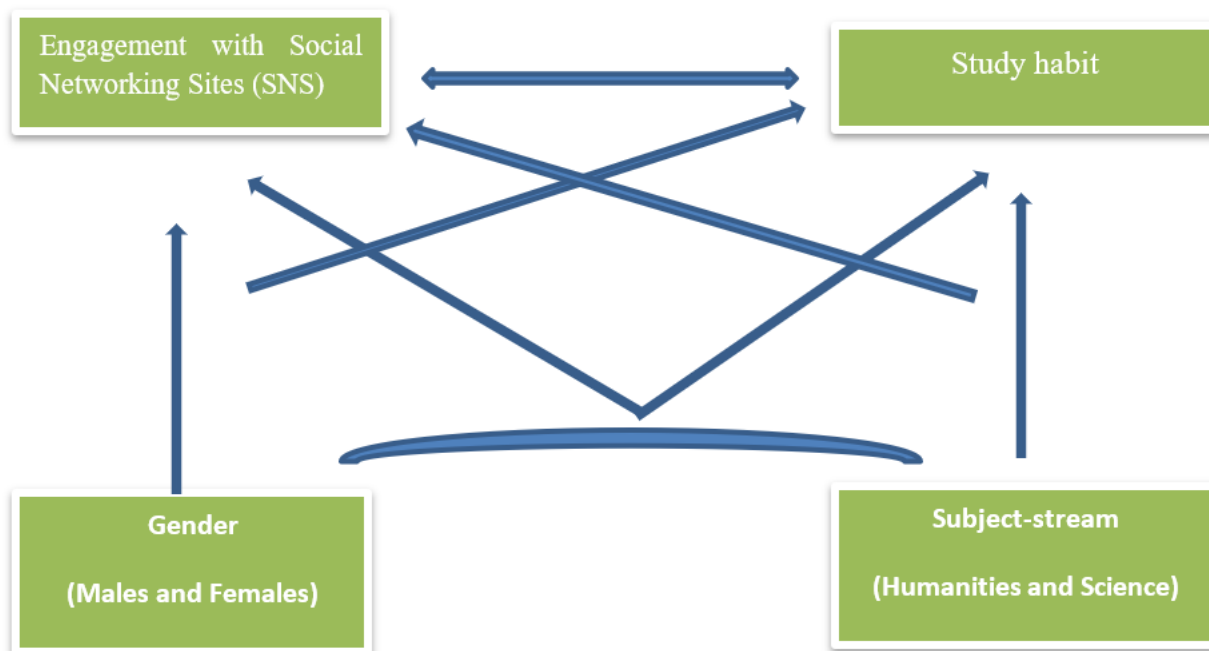 Engagement with Social
Networking Sites (SNS)
Study habit
Gender
(Males and Females)
Subject-stream
(Humanities and Science)